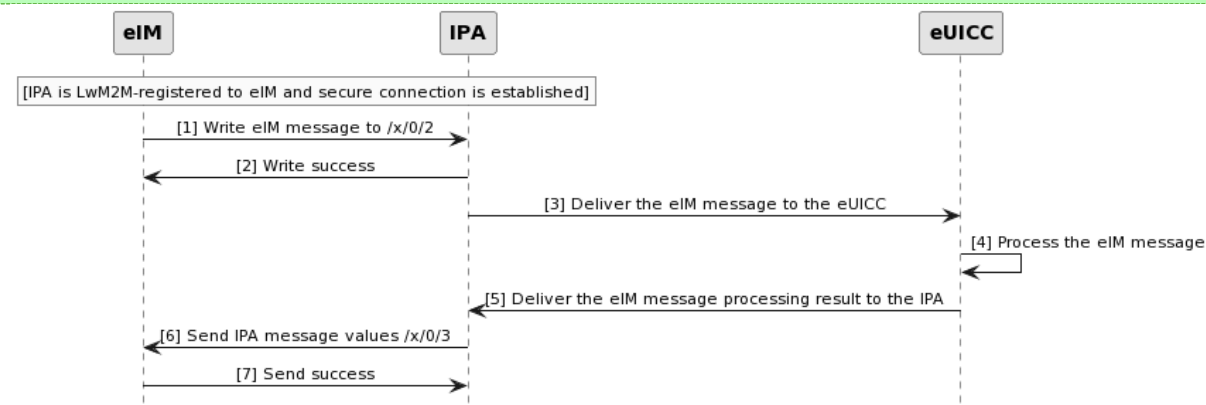 eIM
IPA
eUICC
[IPA is LwM2M-registered to eIM and secure connection is established]
[1] Write eIM message to /x/0/2
[2] Write success
[3] Deliver the eIM message to the eUICC
[4] Process the eIM message
[5] Deliver the eIM message processing result to the IPA
[6] Send IPA message values /x/0/3
[7] Send success